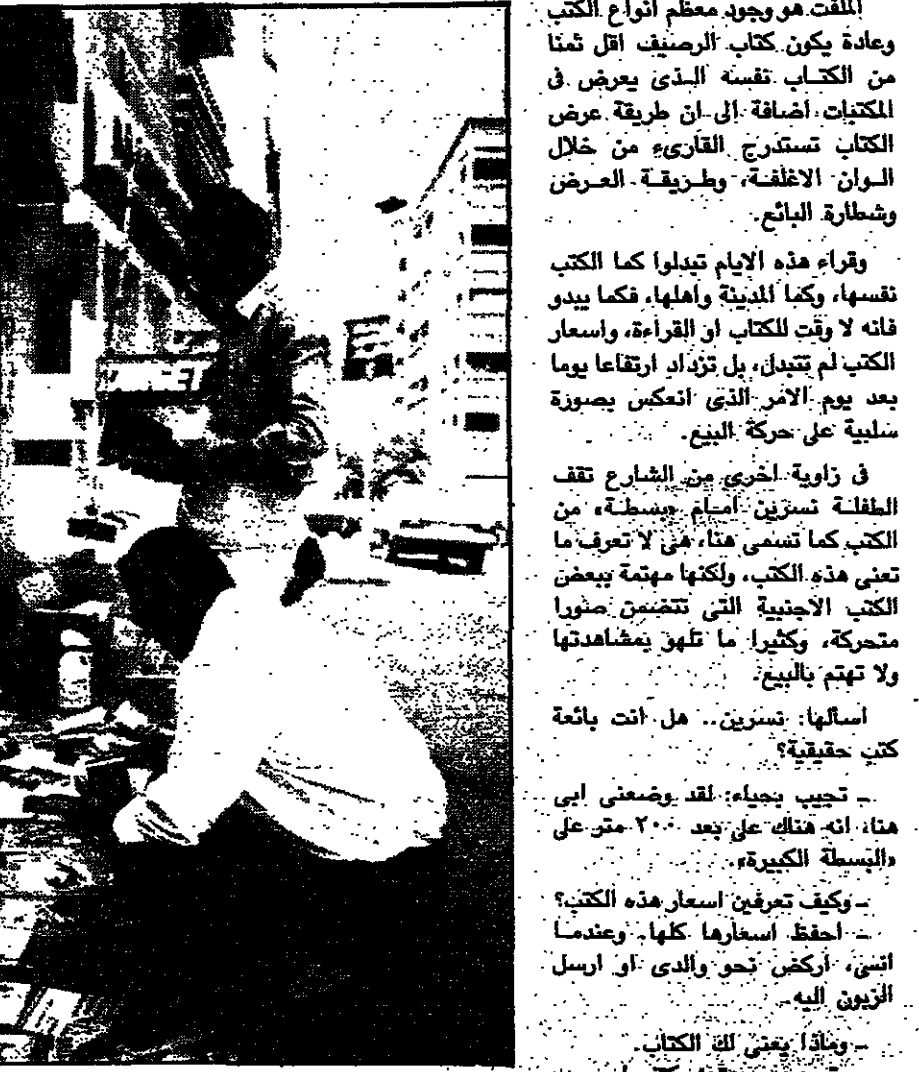 الملفت هو وجود معظم أنواع الكتب
وعادة يكون كتاب الرصيف اقل ثمنا
من الكتاب نفسه الذى يعرض فى
المكتبات اضافة إلى ان طريقة عرض
الكتاب تستدرج القارىء من خلال
الوان الاغلفة، وطريقة العرض
وشطارة البائع.
وقراء هذه الايام تبدلوا كما الكتب
نفسها، وكما المدينة واهلها، فكما يبدو
فانه لا وقت للكتاب او القراءة، واسعار
الكتب لم تتبدل، بل تزداد ارتفاعا يوما
بعد يوم الامر الذى انعكس بصورة
سلبية على حركة البيع.
فى زاوية اخرى من الشارع تقف
الطفلة نسرين امام «بسطة» من
الكتب كما تسمى هنا، هى لا تعرف ما
تعنى هذه الكتب، ولكنها مهتمة ببعض
الكتب الاجنبية التى تتضمن صورا
متحركة، وكثيرا ما تلهو بمشاهدتها
ولا تهتم بالبيع.
اسألها: نسرين.. هل انت بائعة
كتب حقيقية؟
ـ تجيب بحياء: لقد وضعنى ابى
هنا، انه هناك على بعد ٢٠٠ متر على
«البسطة الكبيرة».
ـ وكيف تعرفين اسعار هذه الكتب؟
ـ احفظ اسعارها كلها. وعندما
انسى، اركض نحو والدى او ارسل
الزبون اليه.
ـ وماذا يعنى لك الكتاب.